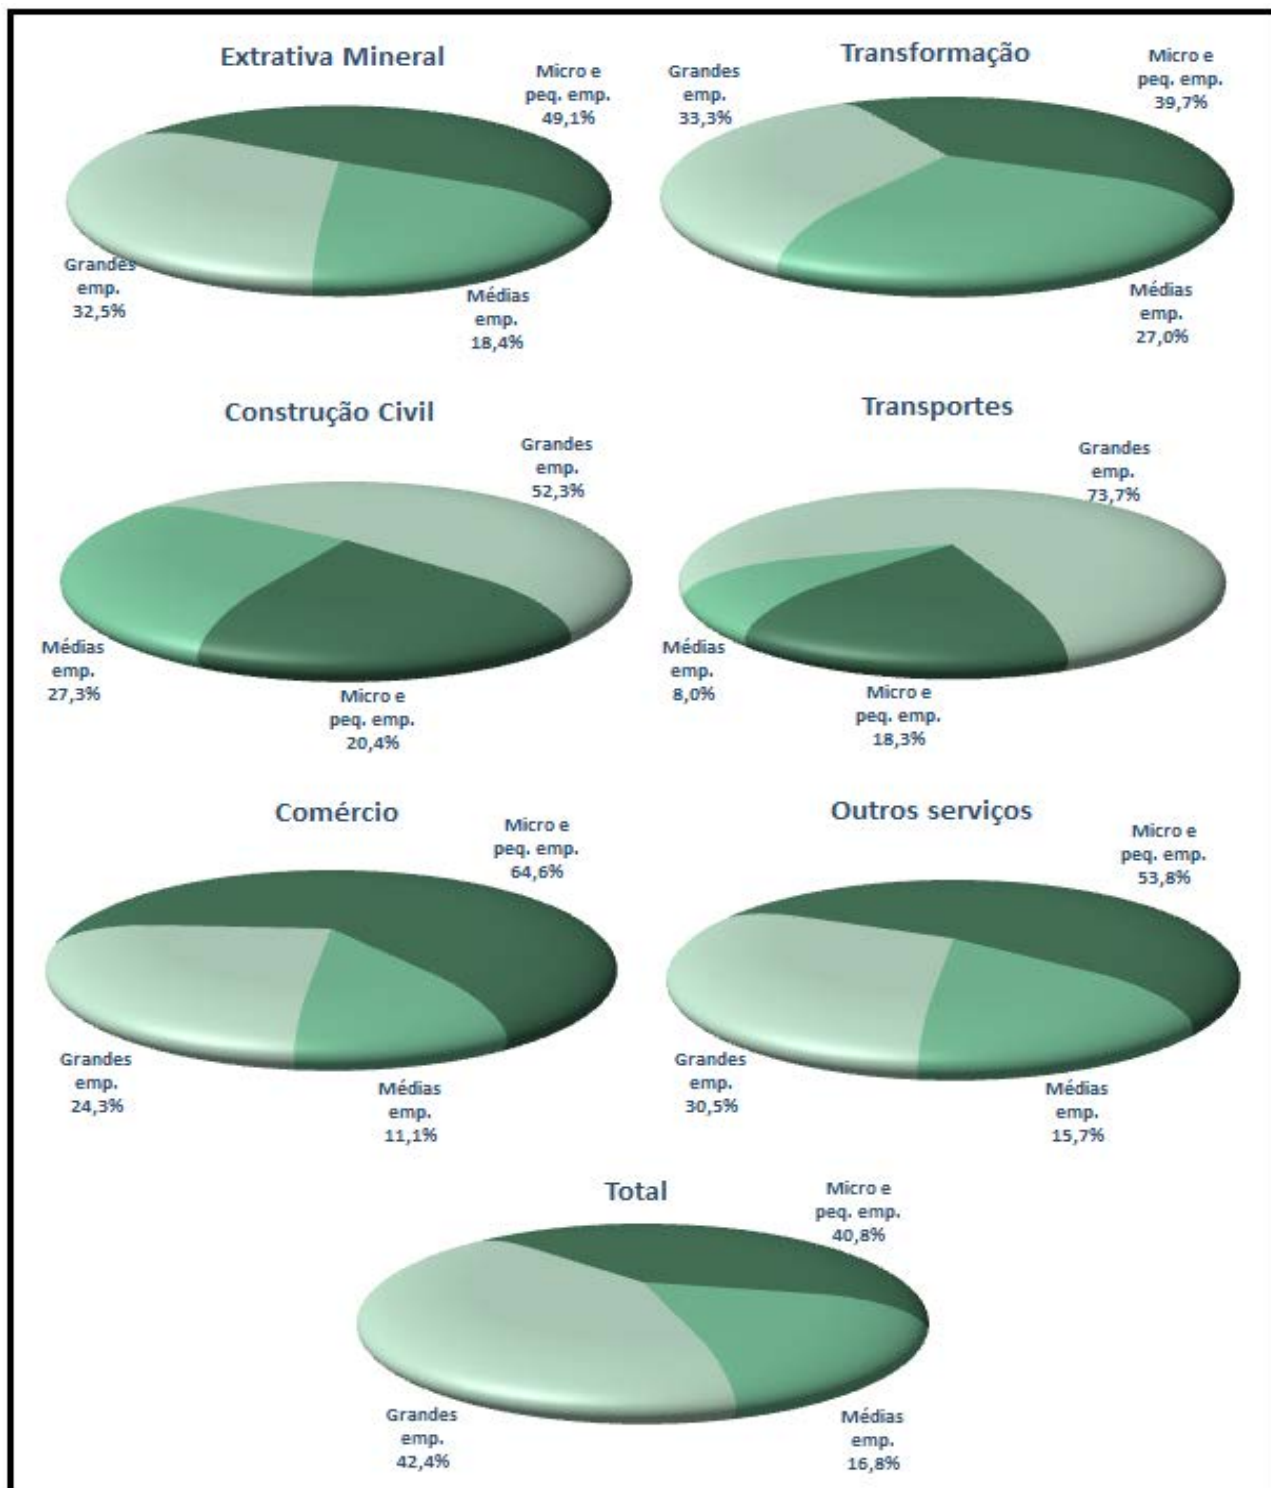 Extrativa Mineral
Micro e
peq. emp.
49,1%
Grandes
emp.
32,5%
Médias
emp.
18,4%
Transformação
Grandes
emp.
33,3%
Micro e
peq. emp.
39,7%
Médias
emp.
27,0%
Construção Civil
Grandes
emp.
52,3%
Médias
emp.
27,3%
Micro e
peq. emp.
20,4%
Transportes
Grandes
emp.
73,7%
Médias
emp.
8,0%
Micro e
peq. emp.
18,3%
Comércio
Micro e
peq. emp.
64,6%
Grandes
emp.
24,3%
Médias
emp.
11,1%
Outros serviços
Micro e
peq. emp.
53,8%
Grandes
emp.
30,5%
Médias
emp.
15,7%
Total
Micro e
peq. emp.
40,8%
Grandes
emp.
42,4%
Médias
emp.
16,8%